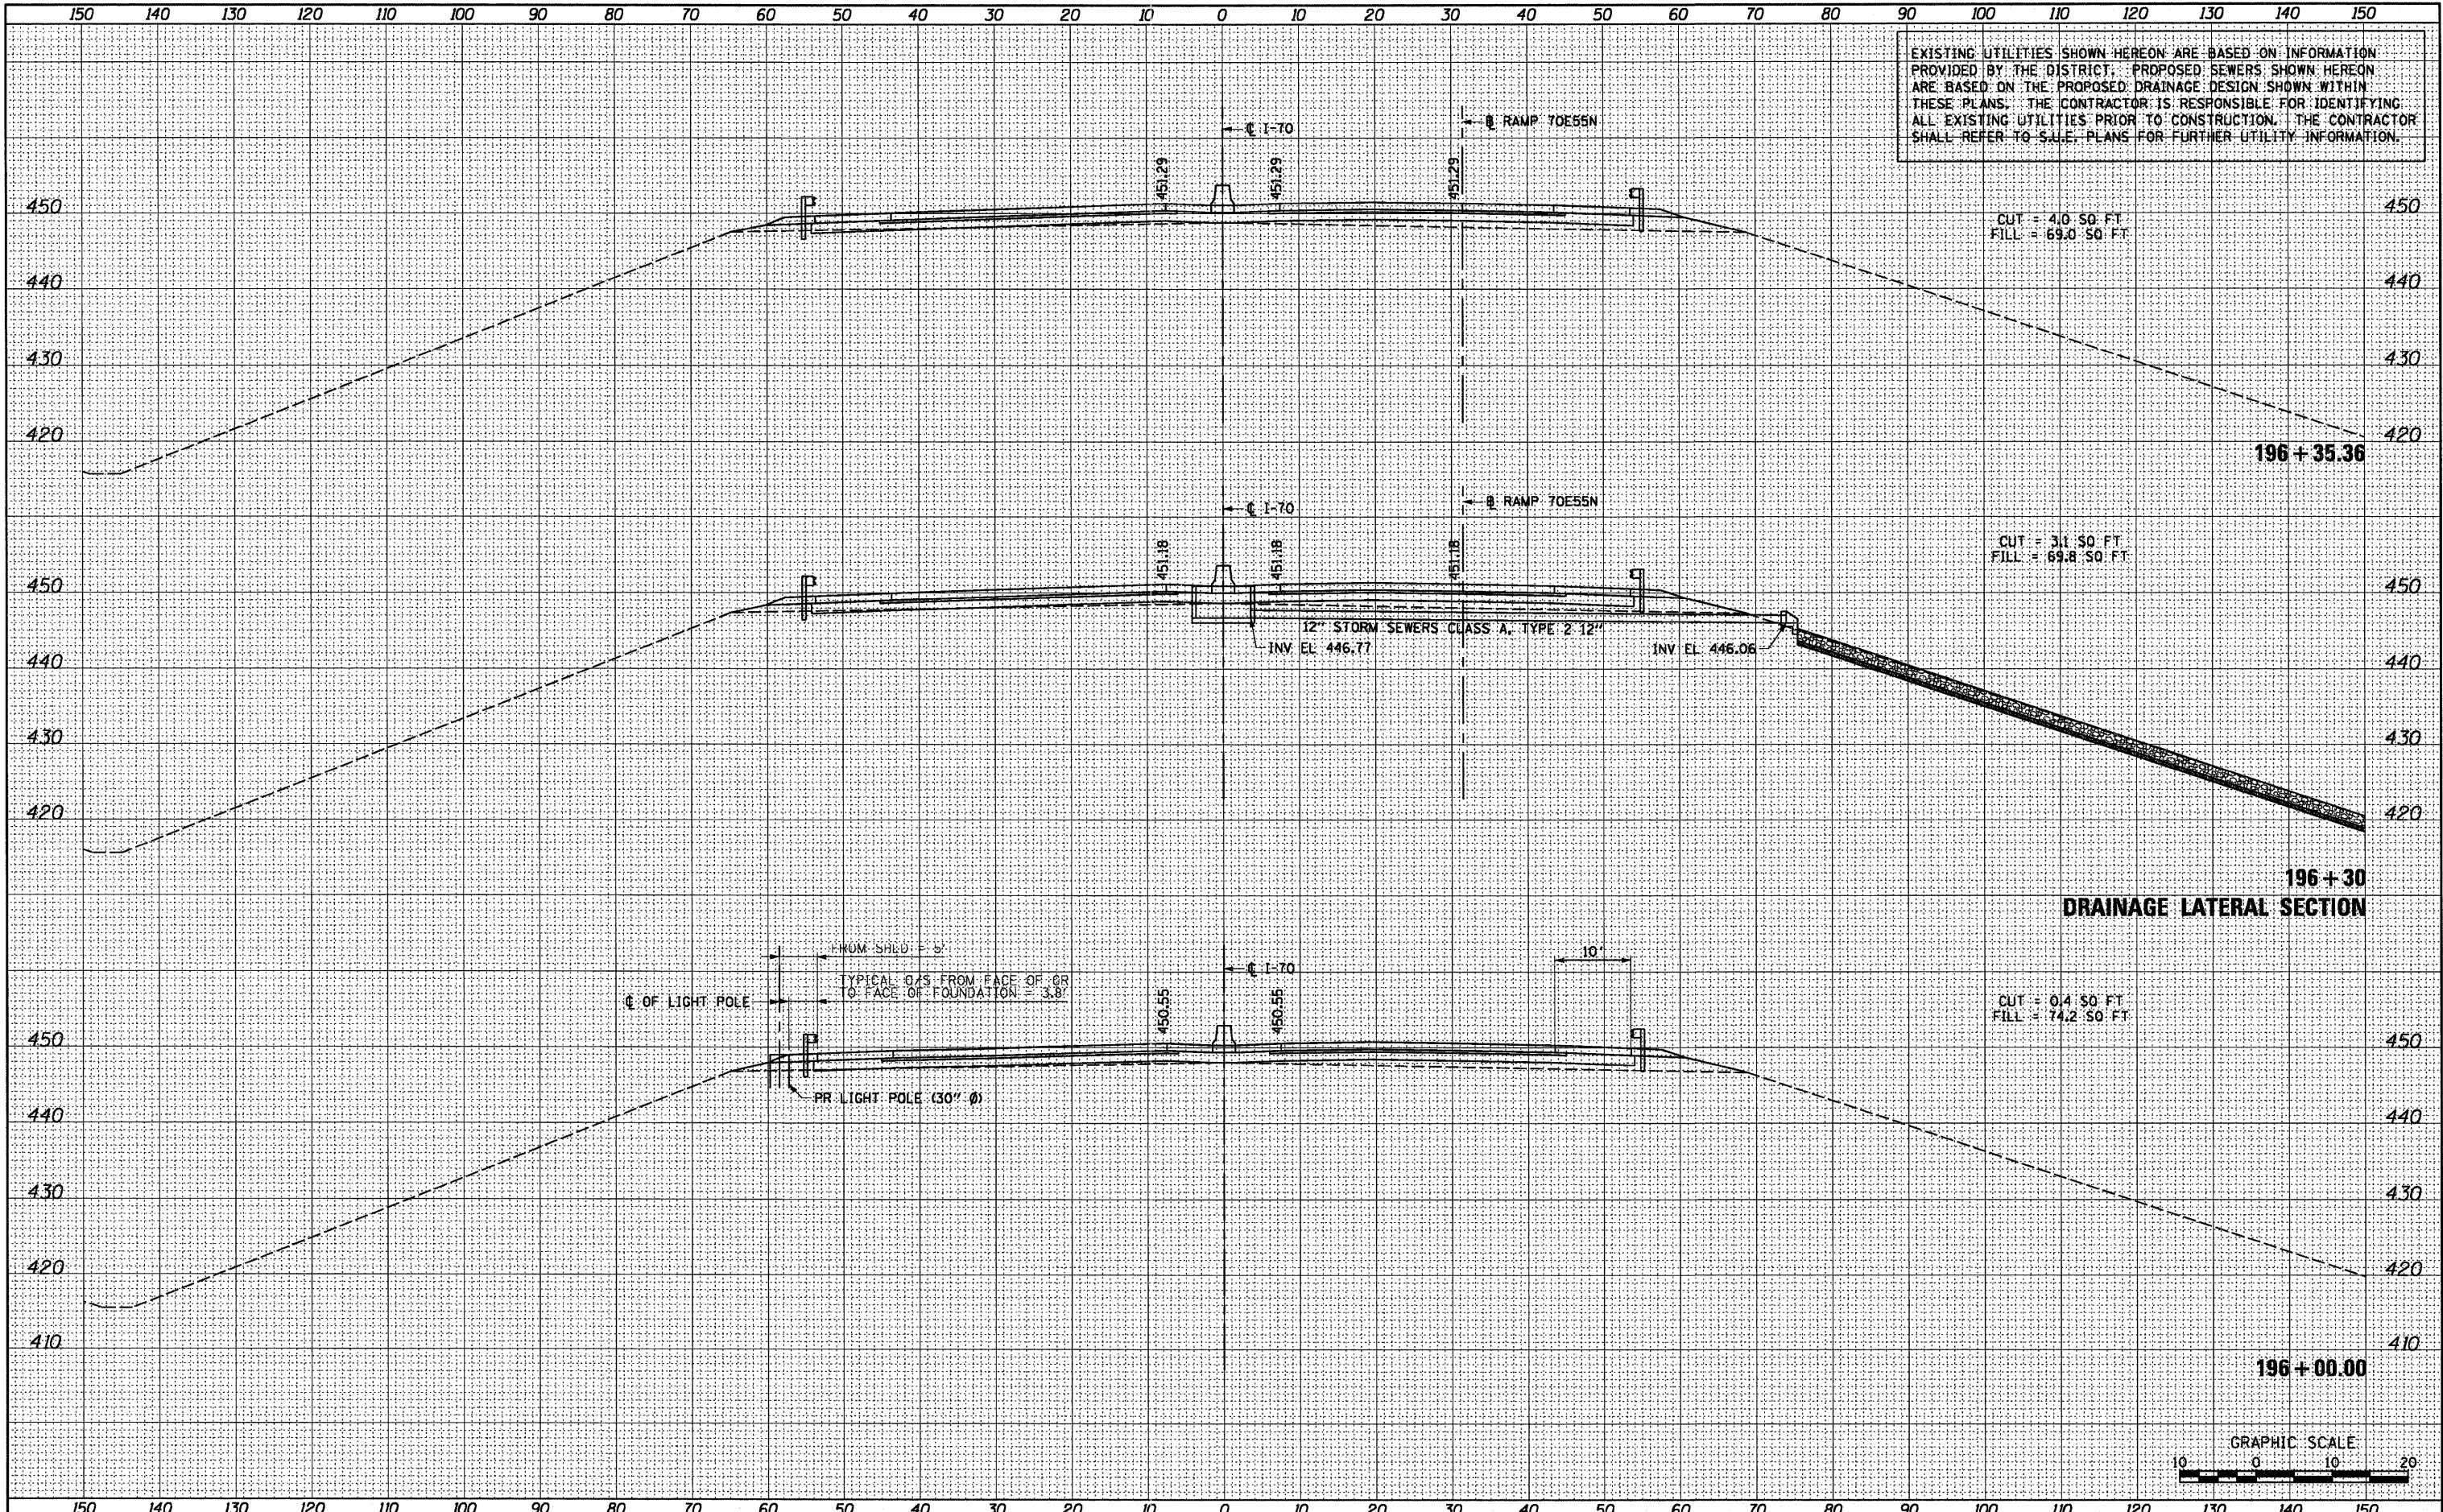 150 140 130 120 110 100 90 80 70 60 50 40 30 20 10 0 10 20 30 40 50 60 70 80 90 100 110 120 130 140 150
EXISTING UTILITIES SHOWN HEREON ARE BASED ON INFORMATION
PROVIDED BY THE DISTRICT. PROPOSED SEWERS SHOWN HEREON
ARE BASED ON THE PROPOSED DRAINAGE DESIGN SHOWN WITHIN
THESE PLANS. THE CONTRACTOR IS RESPONSIBLE FOR IDENTIFYING
ALL EXISTING UTILITIES PRIOR TO CONSTRUCTION. THE CONTRACTOR
SHALL REFER TO S.U.E. PLANS FOR FURTHER UTILITY INFORMATION.
℄ I-70
RAMP 70E55N
451.29
451.29
451.29
450
450
CUT = 4.0 SQ FT
FILL = 69.0 SQ FT
440
440
430
430
420
420
196+35.36
℄ I-70
RAMP 70E55N
451.18
451.18
451.18
CUT = 3.1 SQ FT
FILL = 69.8 SQ FT
450
450
12" STORM SEWERS CLASS A, TYPE 2 12"
INV EL 446.77
INV EL 446.06
440
440
430
430
420
420
196+30
DRAINAGE LATERAL SECTION
FROM SHLD = 5'
10'
℄ I-70
TYPICAL O/S FROM FACE OF GR
TO FACE OF FOUNDATION = 3.8'
℄ OF LIGHT POLE
450.55
450.55
CUT = 0.4 SQ FT
FILL = 74.2 SQ FT
450
450
PR LIGHT POLE (30" Ø)
440
440
430
430
420
420
410
410
196+00.00
GRAPHIC SCALE
10 0 10 20
150 140 130 120 110 100 90 80 70 60 50 40 30 20 10 0 10 20 30 40 50 60 70 80 90 100 110 120 130 140 150